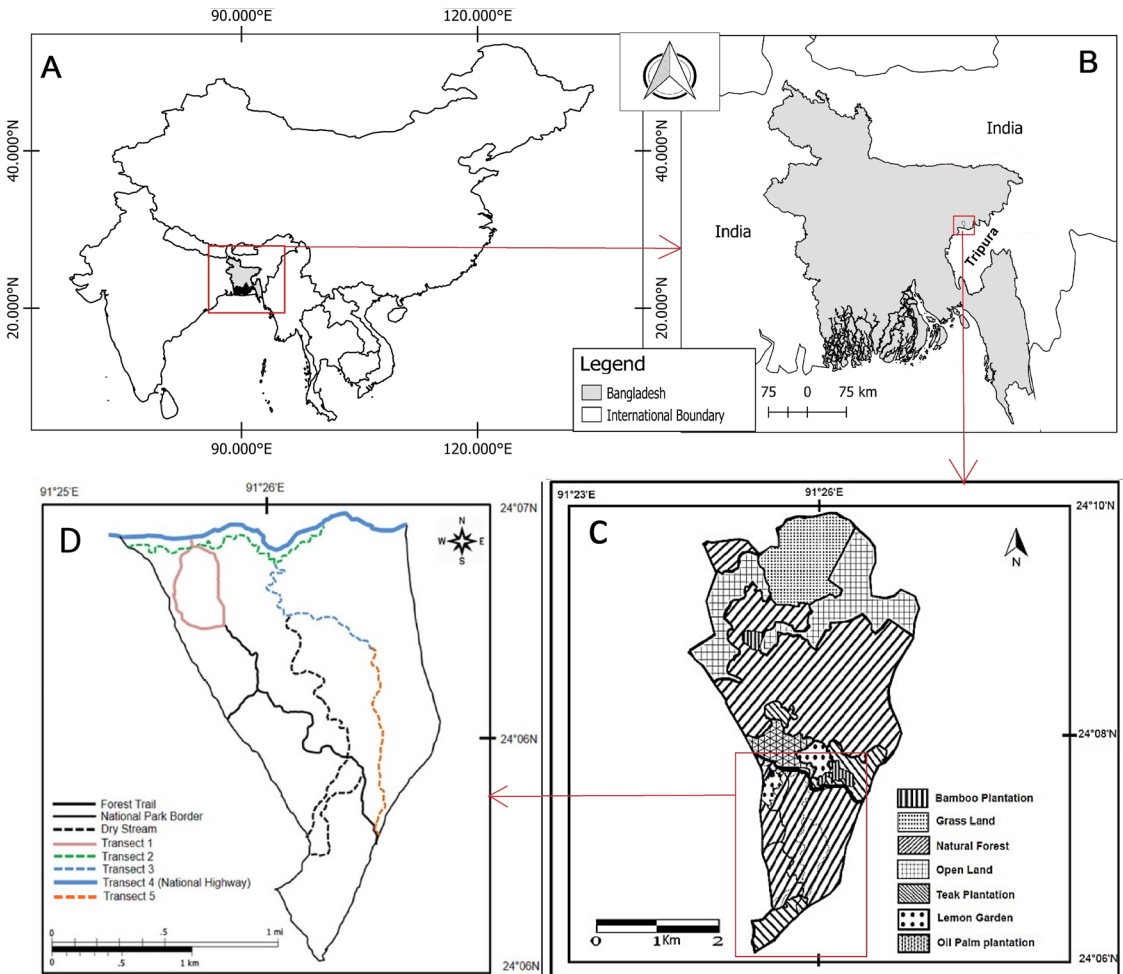 90.000°E
120.000°E
A
B
40.000°N
40.000°N
20.000°N
20.000°N
India
India
Tripura
Legend
Bangladesh
International Boundary
75 0 75 km
90.000°E
120.000°E
91°25'E
91°26'E
24°07'N
D
N
W E
S
24°06'N
Forest Trail
National Park Border
Dry Stream
Transect 1
Transect 2
Transect 3
Transect 4 (National Highway)
Transect 5
0 .5 1 mi
0 .5 1 km
24°06'N
91°23'E
91°26'E
24°10'N
C
N
24°08'N
Bamboo Plantation
Grass Land
Natural Forest
Open Land
Teak Plantation
Lemon Garden
Oil Palm plantation
0 1Km 2
24°06'N